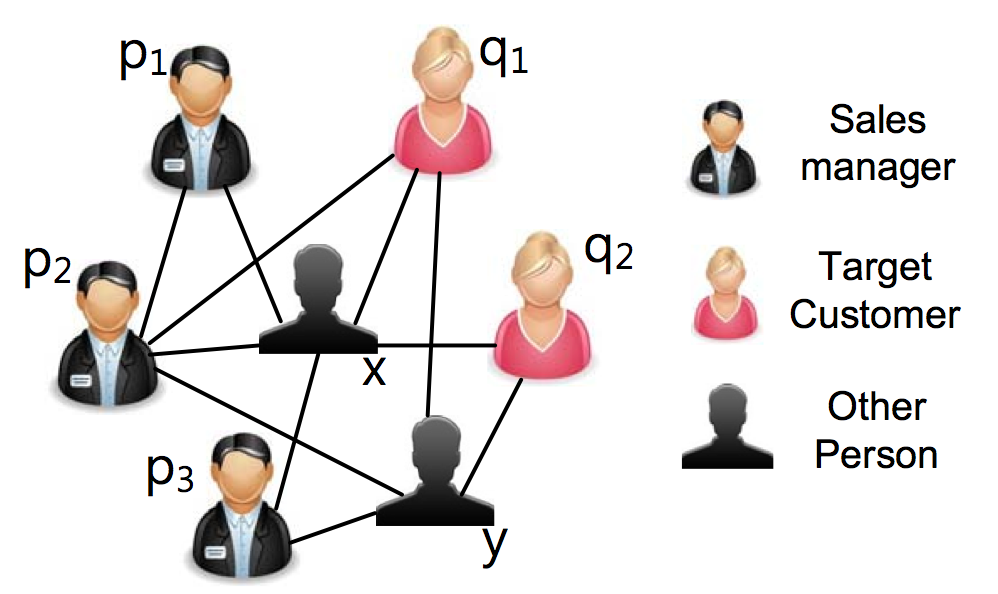 p1
q1
p2
q2
x
p3
y
Sales
manager
Target
Customer
Other
Person